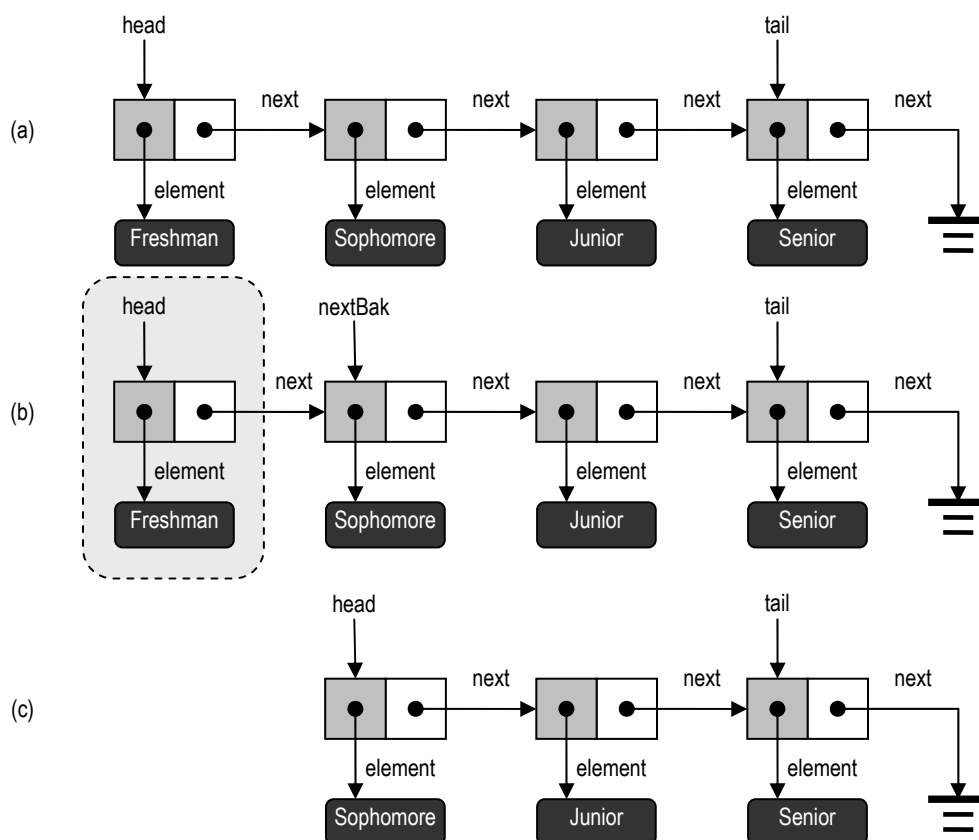 head tail
next next next next
(a)
element element element element
Freshman Sophomore Junior Senior
head nextBak tail
next next next next
(b)
element element element element
Freshman Sophomore Junior Senior
head tail
next next next
(c)
element element element
Sophomore Junior Senior